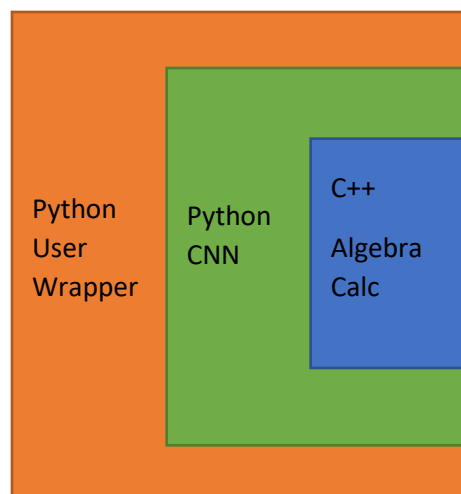 Python
User
Wrapper
Python
CNN
C++
Algebra
Calc